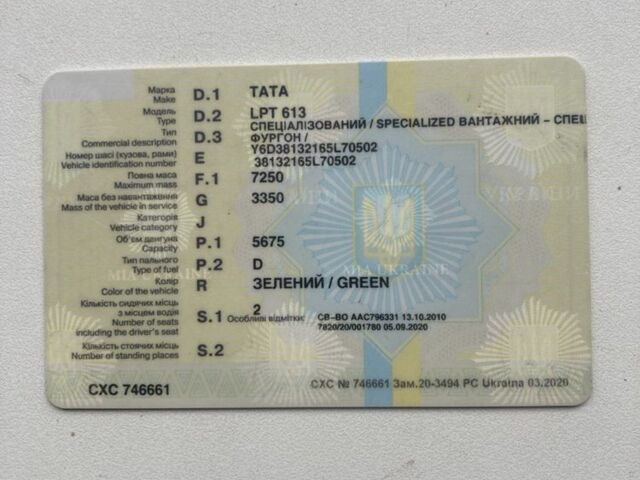 Марка D.1 TATA
Make
Модель D.2 LPT 613
Type
СПЕЦІАЛІЗОВАНИЙ / SPECIALIZED ВАНТАЖНИЙ – СПЕЦ
Тип D.3 ФУРГОН /
Commercial description
Y6D38132165L70502
Номер шасі (кузова, рами) E 38132165L70502
Vehicle identification number
Повна маса F.1 7250
Maximum mass
Маса без навантаження G 3350
Mass of the vehicle in service
Категорія J
Vehicle category
Об'єм двигуна P.1 5675
Capacity
Тип пального P.2 D
Type of fuel
Колір R ЗЕЛЕНИЙ / GREEN
Color of the vehicle
Кількість сидячих місць 2
з місцем водія S.1 Особливі відмітки: СВ-ВО ААС796331 13.10.2010
Number of seats 7820/20/001780 05.09.2020
including the driver's seat
Кількість стоячих місць S.2
Number of standing places
СХС 746661
СХС № 746661 Зам.20-3494 РС Ukraina 03.2020
МІА UKRAINE